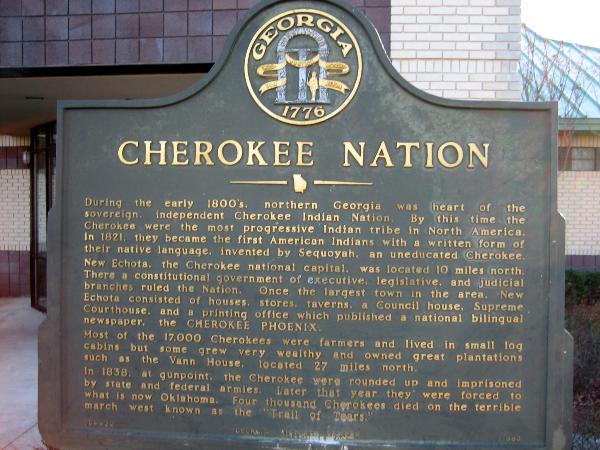 GEORGIA
1776
CHEROKEE NATION
During the early 1800's, northern Georgia was heart of the
sovereign, independent Cherokee Indian Nation. By this time the
Cherokee were the most progressive Indian tribe in North America.
In 1821, they became the first American Indians with a written form of
their native language, invented by Sequoyah, an uneducated Cherokee.
New Echota, the Cherokee national capital, was located 10 miles north.
There a constitutional government of executive, legislative, and judicial
branches ruled the Nation. Once the largest town in the area, New
Echota consisted of houses, stores, taverns, a Council house, Supreme
Courthouse, and a printing office which published a national bilingual
newspaper, the CHEROKEE PHOENIX.
Most of the 17,000 Cherokees were farmers and lived in small log
cabins but some grew very wealthy and owned great plantations
such as the Vann House, located 27 miles north.
In 1838, at gunpoint, the Cherokee were rounded up and imprisoned
by state and federal armies. Later that year they were forced to
what is now Oklahoma. Four thousand Cherokees died on the terrible
march west known as the "Trail of Tears."